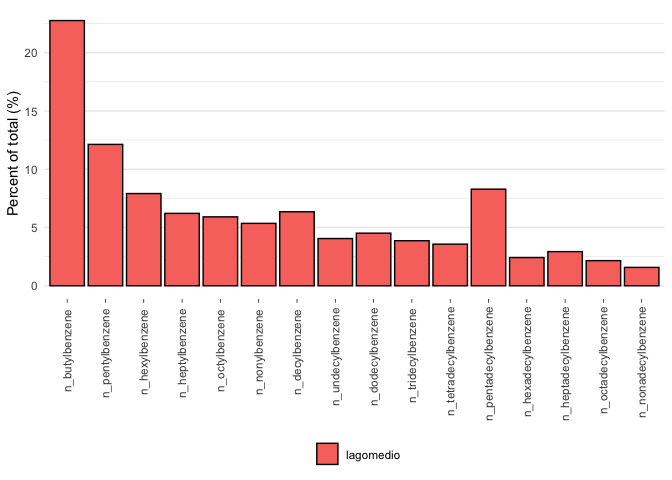 Percent of total (%)
20
15
10
5
0
n_butylbenzene
n_pentylbenzene
n_hexylbenzene
n_heptylbenzene
n_octylbenzene
n_nonylbenzene
n_decylbenzene
n_undecylbenzene
n_dodecylbenzene
n_tridecylbenzene
n_tetradecylbenzene
n_pentadecylbenzene
n_hexadecylbenzene
n_heptadecylbenzene
n_octadecylbenzene
n_nonadecylbenzene
lagomedio